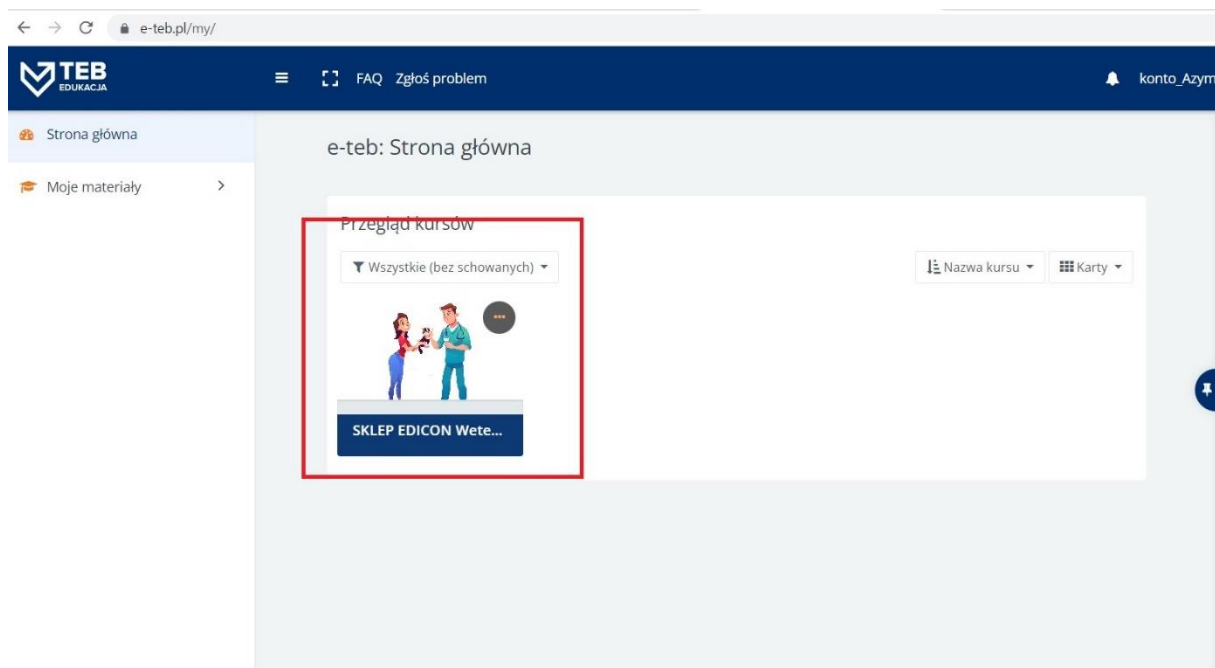 e-teb.pl/my/
TEB
EDUKACJA
FAQ Zgłoś problem
konto_Azym
Strona główna
Moje materiały
e-teb: Strona główna
Przegląd kursów
Wszystkie (bez schowanych)
Nazwa kursu
Karty
SKLEP EDICON Wete...